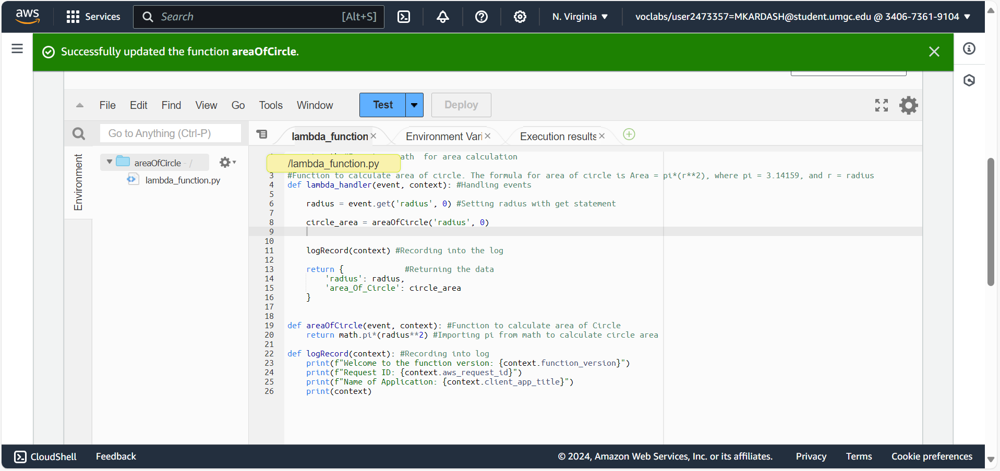 aws Services Search [Alt+S] N. Virginia voclabs/user2473357=MKARDASH@student.umgc.edu @ 3406-7361-9104
Successfully updated the function areaOfCircle.
File Edit Find View Go Tools Window Test Deploy
Go to Anything (Ctrl-P) lambda_function Environment Vari Execution results
Environment
areaOfCircle - /
lambda_function.py
ath  for area calculation
/lambda_function.py
3 #Function to calculate area of circle. The formula for area of circle is Area = pi*(r**2), where pi = 3.14159, and r = radius
4 def lambda_handler(event, context): #Handling events
5
6     radius = event.get('radius', 0) #Setting radius with get statement
7
8     circle_area = areaOfCircle('radius', 0)
9
10
11     logRecord(context) #Recording into the log
12
13     return {             #Returning the data
14         'radius': radius,
15         'area_Of_Circle': circle_area
16     }
17
18
19 def areaOfCircle(event, context): #Function to calculate area of Circle
20     return math.pi*(radius**2) #Importing pi from math to calculate circle area
21
22 def logRecord(context): #Recording into log
23     print(f"Welcome to the function version: {context.function_version}")
24     print(f"Request ID: {context.aws_request_id}")
25     print(f"Name of Application: {context.client_app_title}")
26     print(context)
CloudShell Feedback © 2024, Amazon Web Services, Inc. or its affiliates. Privacy Terms Cookie preferences